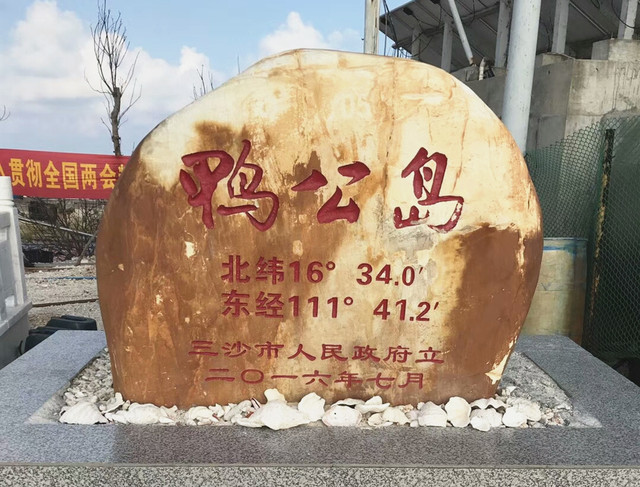 鸭公岛
北纬16° 34.0′
东经111° 41.2′
三沙市人民政府立
二〇一六年七月
贯彻全国两会